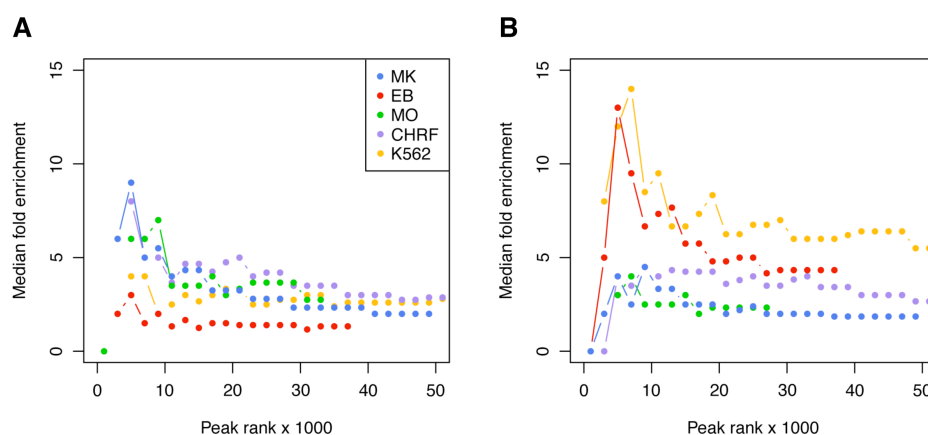 A
B
15
10
5
0
Median fold enrichment
MK
EB
MO
CHRF
K562
0 10 20 30 40 50
Peak rank x 1000
15
10
5
0
Median fold enrichment
0 10 20 30 40 50
Peak rank x 1000